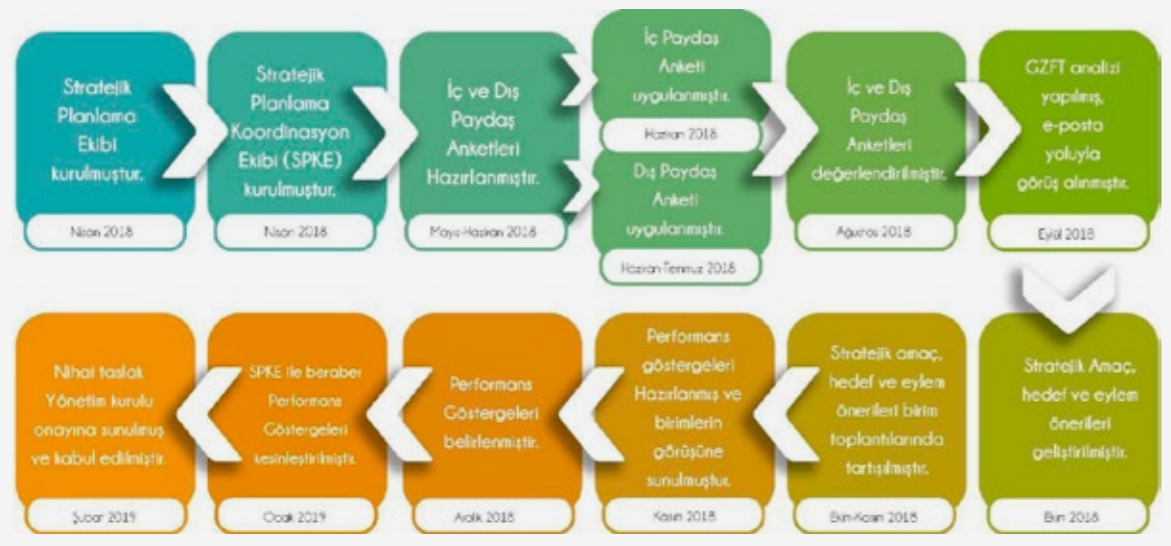 Stratejik
Planlama
Ekibi
kurulmuştur.
Nisan 2018
Stratejik
Planlama
Koordinasyon
Ekibi (SPKE)
kurulmuştur.
Nisan 2018
İç ve Dış
Paydaş
Anketleri
Hazırlanmıştır.
Mayıs-Haziran 2018
İç Paydaş
Anketi
uygulanmıştır.
Haziran 2018
Dış Paydaş
Anketi
uygulanmıştır.
Haziran-Temmuz 2018
İç ve Dış
Paydaş
Anketleri
değerlendirilmiştir.
Ağustos 2018
GZFT analizi
yapılmış,
e-posta
yoluyla
görüş alınmıştır.
Eylül 2018
Stratejik Amaç,
hedef ve eylem
önerileri
geliştirilmiştir.
Ekim 2018
Stratejik amaç,
hedef ve eylem
önerileri birim
toplantılarında
tartışılmıştır.
Ekim-Kasım 2018
Performans
göstergeleri
Hazırlanmış ve
birimlerin
görüşüne
sunulmuştur.
Kasım 2018
Performans
Göstergeleri
belirlenmiştir.
Aralık 2018
SPKE ile beraber
Performans
Göstergeleri
kesinleştirilmiştir.
Ocak 2019
Nihai taslak
Yönetim kurulu
onayına sunulmuş
ve kabul edilmiştir.
Şubat 2019